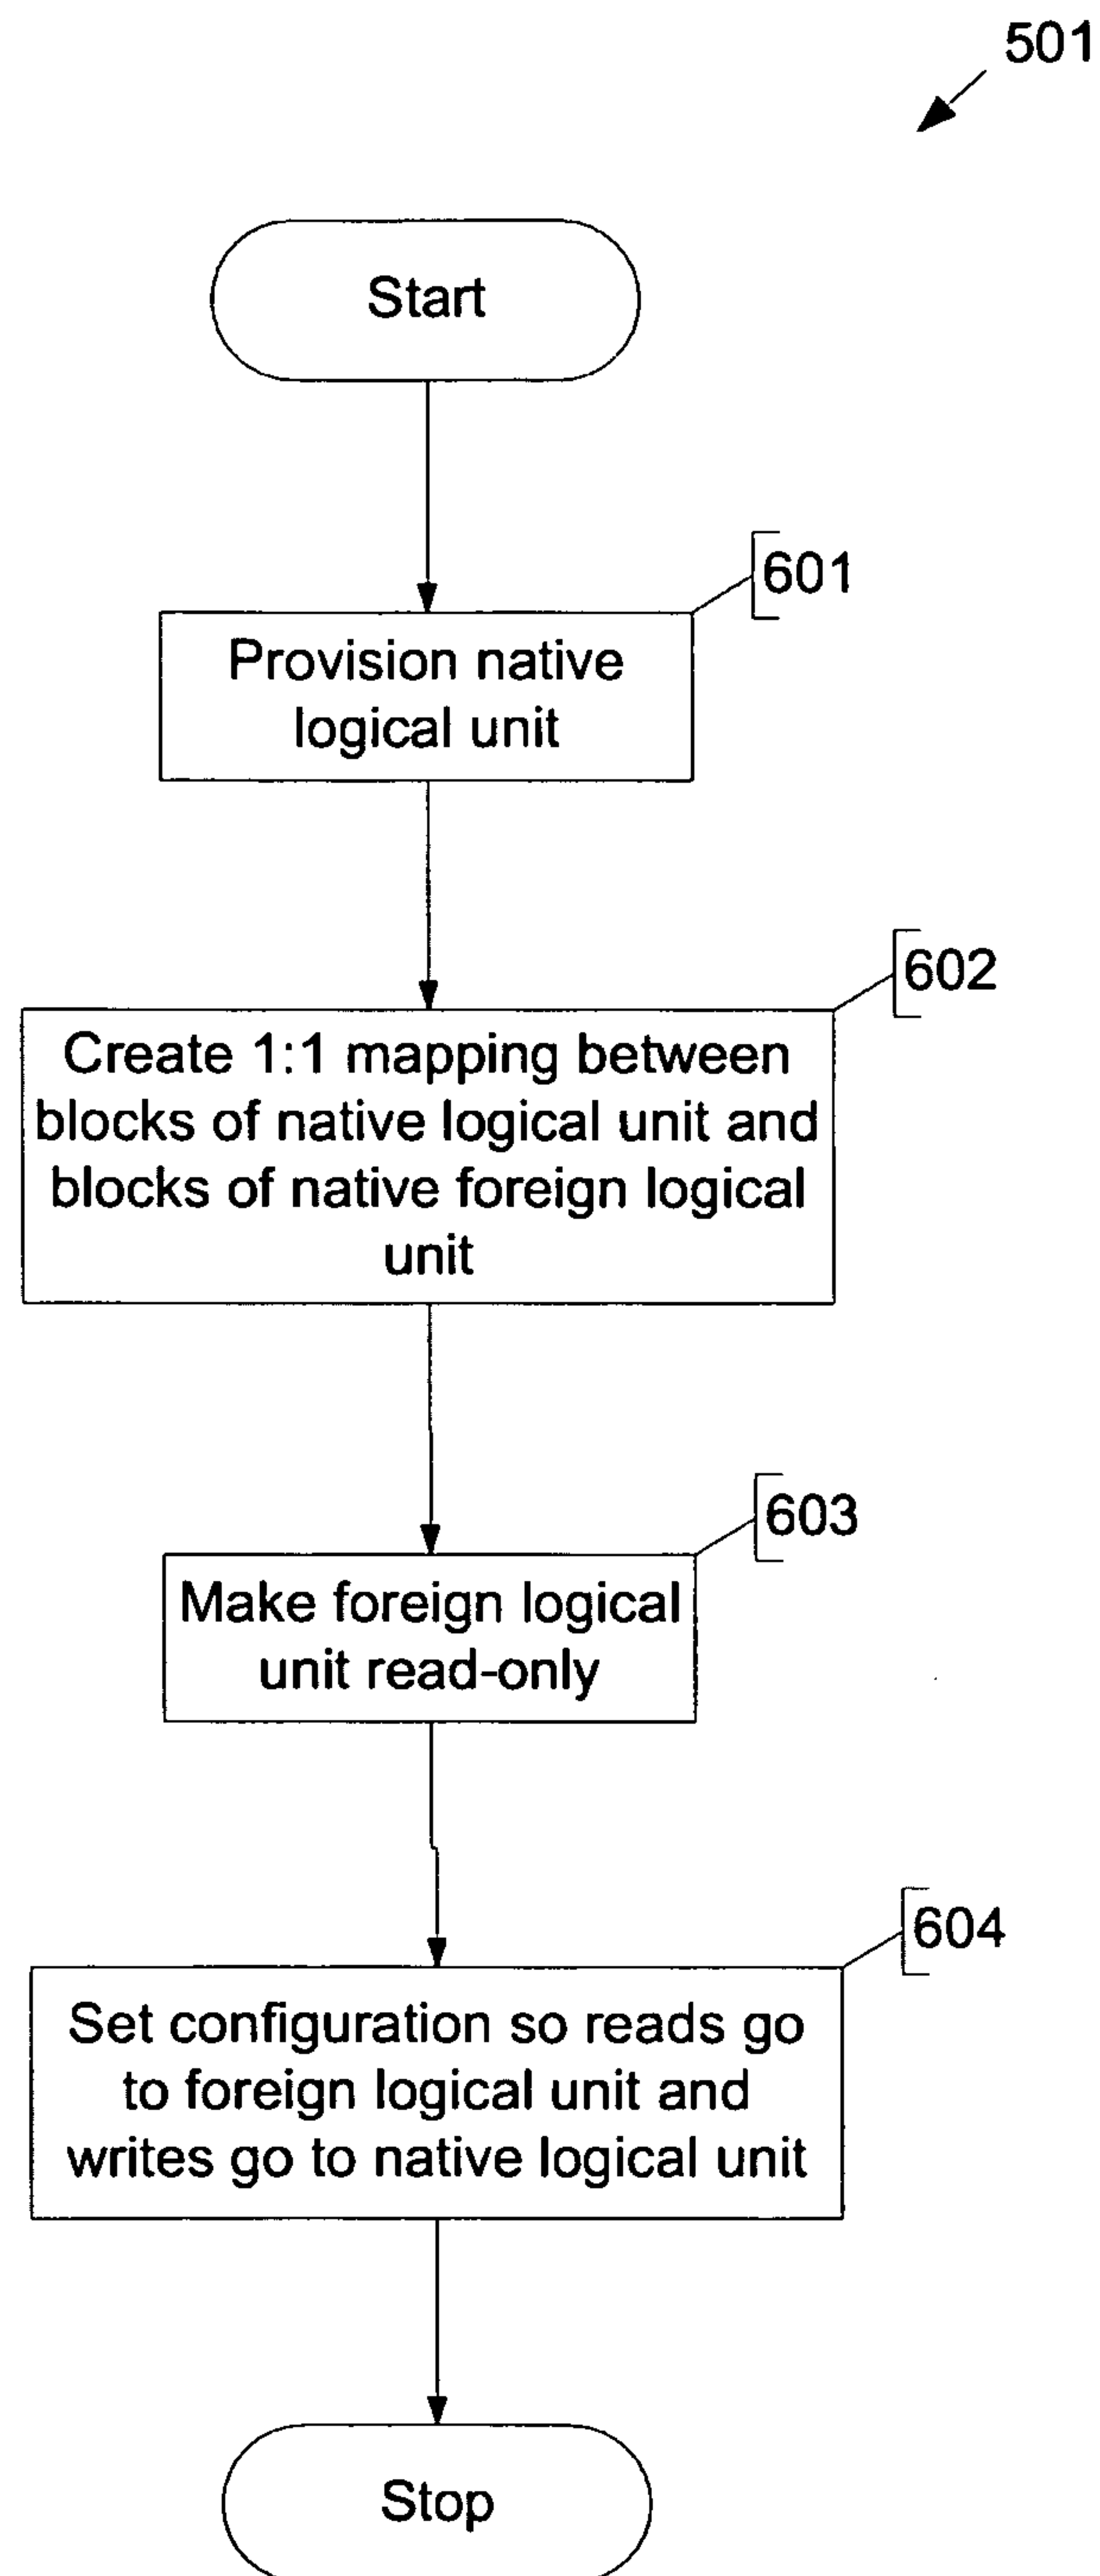 501
Start
601
Provision native
logical unit
602
Create 1:1 mapping between
blocks of native logical unit and
blocks of native foreign logical
unit
603
Make foreign logical
unit read-only
604
Set configuration so reads go
to foreign logical unit and
writes go to native logical unit
Stop